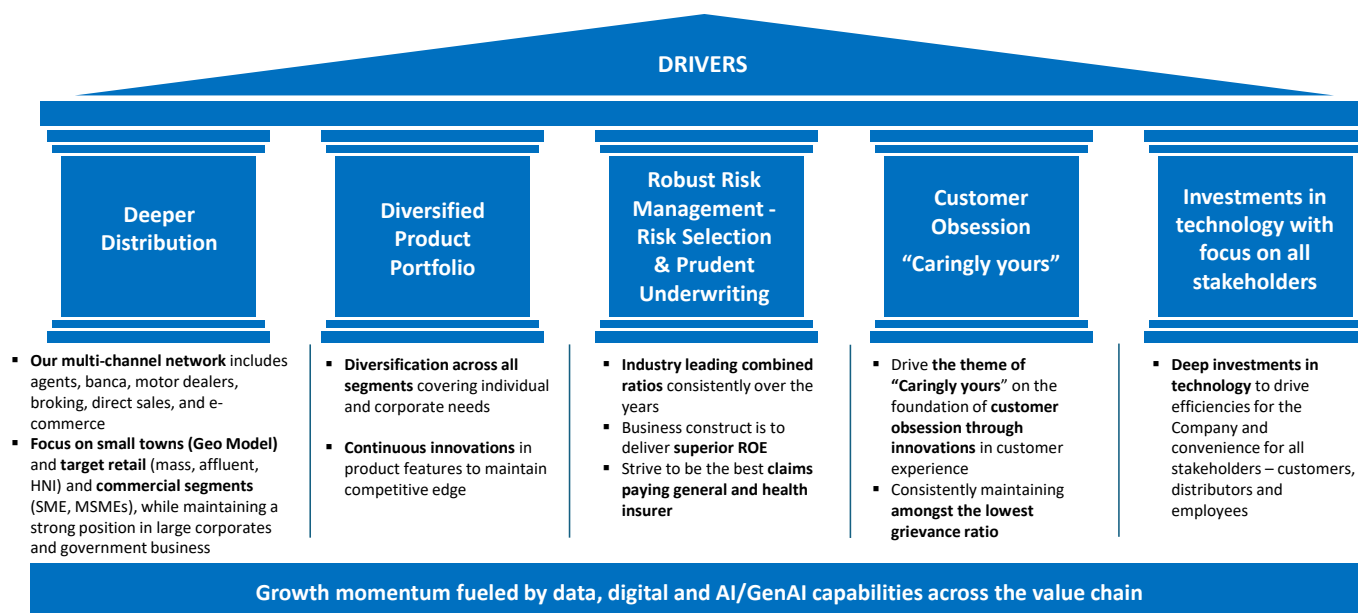 DRIVERS
Deeper
Distribution
▪ Our multi-channel network includes
agents, banca, motor dealers,
broking, direct sales, and e-
commerce
▪ Focus on small towns (Geo Model)
and target retail (mass, affluent,
HNI) and commercial segments
(SME, MSMEs), while maintaining a
strong position in large corporates
and government business
Diversified
Product
Portfolio
▪ Diversification across all
segments covering individual
and corporate needs
▪ Continuous innovations in
product features to maintain
competitive edge
Robust Risk
Management -
Risk Selection
& Prudent
Underwriting
▪ Industry leading combined
ratios consistently over the
years
▪ Business construct is to
deliver superior ROE
▪ Strive to be the best claims
paying general and health
insurer
Customer
Obsession
“Caringly yours”
▪ Drive the theme of
“Caringly yours” on the
foundation of customer
obsession through
innovations in customer
experience
▪ Consistently maintaining
amongst the lowest
grievance ratio
Investments in
technology with
focus on all
stakeholders
▪ Deep investments in
technology to drive
efficiencies for the
Company and
convenience for all
stakeholders – customers,
distributors and
employees
Growth momentum fueled by data, digital and AI/GenAI capabilities across the value chain